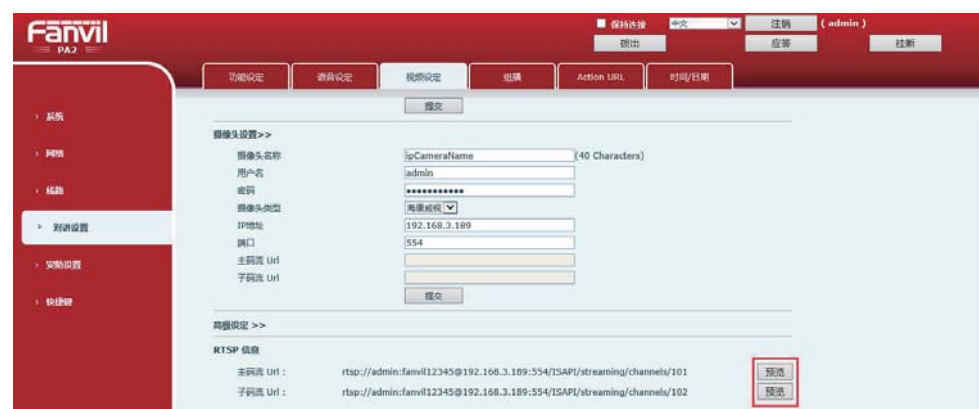 Fanvil
PA2
保持连接 中文 注销 ( admin )
拨出 应答 挂断
功能设定 语音设定 视频设定 组播 Action URL 时间/日期
提交
› 系统
› 网络
› 线路
› 对讲设置
› 安防设置
› 快捷键
摄像头设置>>
摄像头名称 ipCameraName (40 Characters)
用户名 admin
密码 •••••••••••
摄像头类型 海康威视
IP地址 192.168.3.189
端口 554
主码流 Url
子码流 Url
提交
高级设定 >>
RTSP 信息
主码流 Url： rtsp://admin:fanvil12345@192.168.3.189:554/ISAPI/streaming/channels/101 预览
子码流 Url： rtsp://admin:fanvil12345@192.168.3.189:554/ISAPI/streaming/channels/102 预览